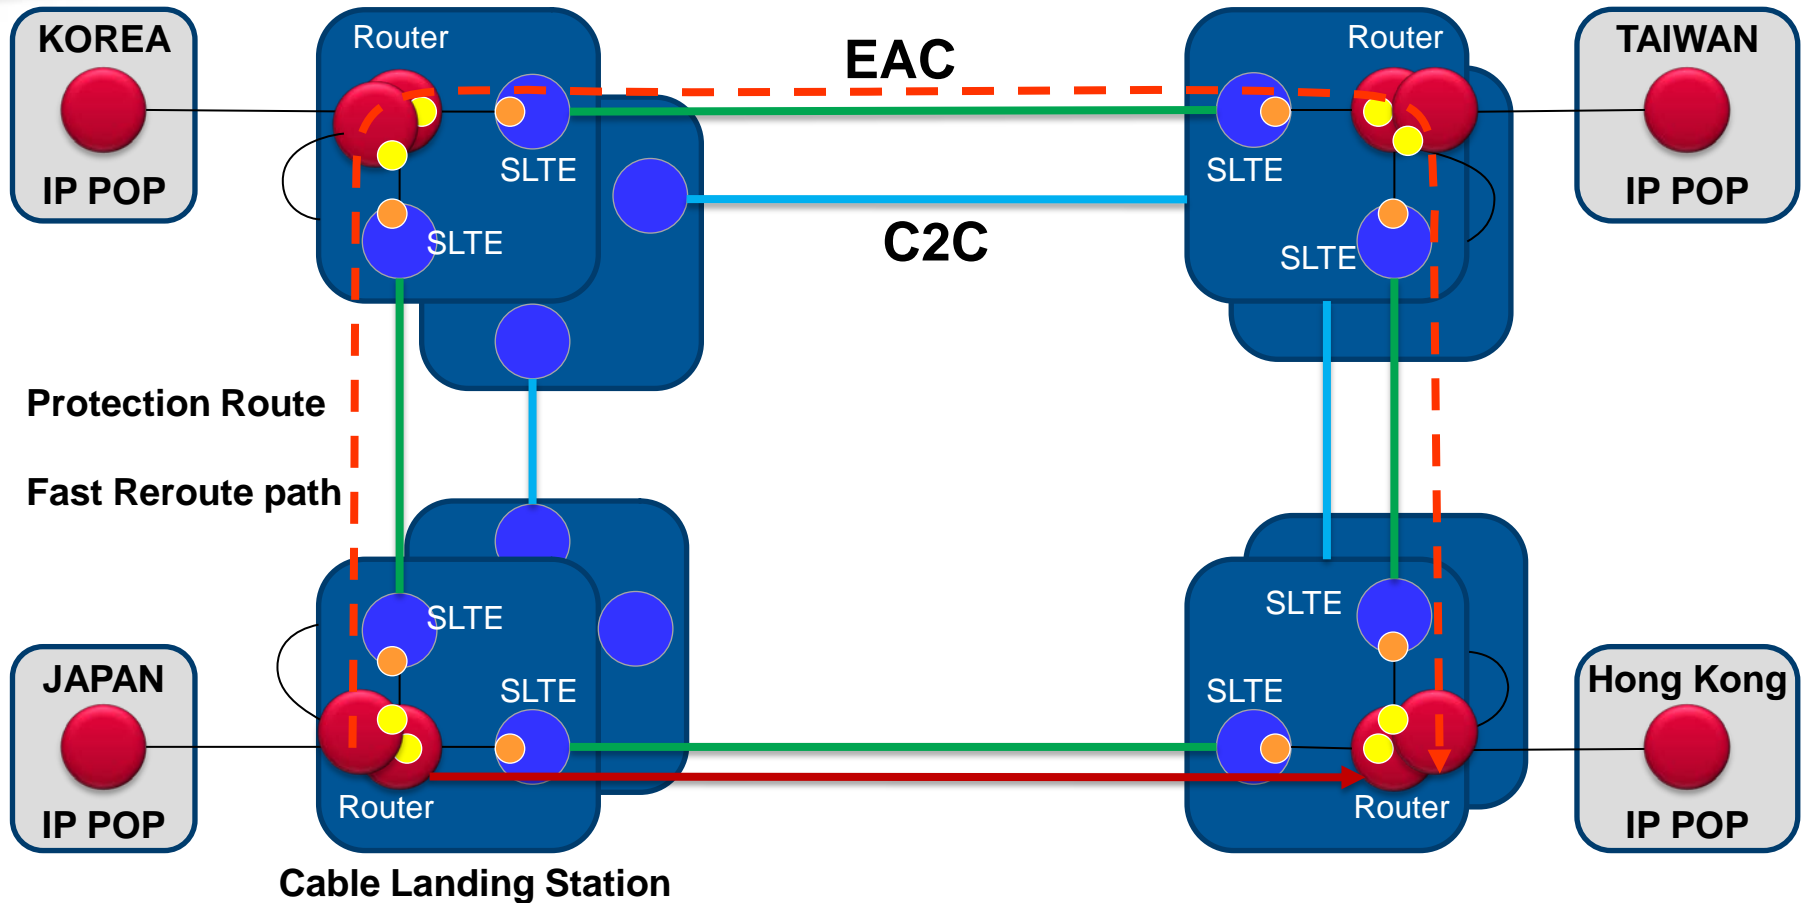 KOREA
Router
EAC
Router
TAIWAN
SLTE
SLTE
IP POP
IP POP
SLTE
C2C
SLTE
Protection Route
Fast Reroute path
SLTE
SLTE
JAPAN
SLTE
SLTE
Hong Kong
Router
Router
IP POP
IP POP
Cable Landing Station